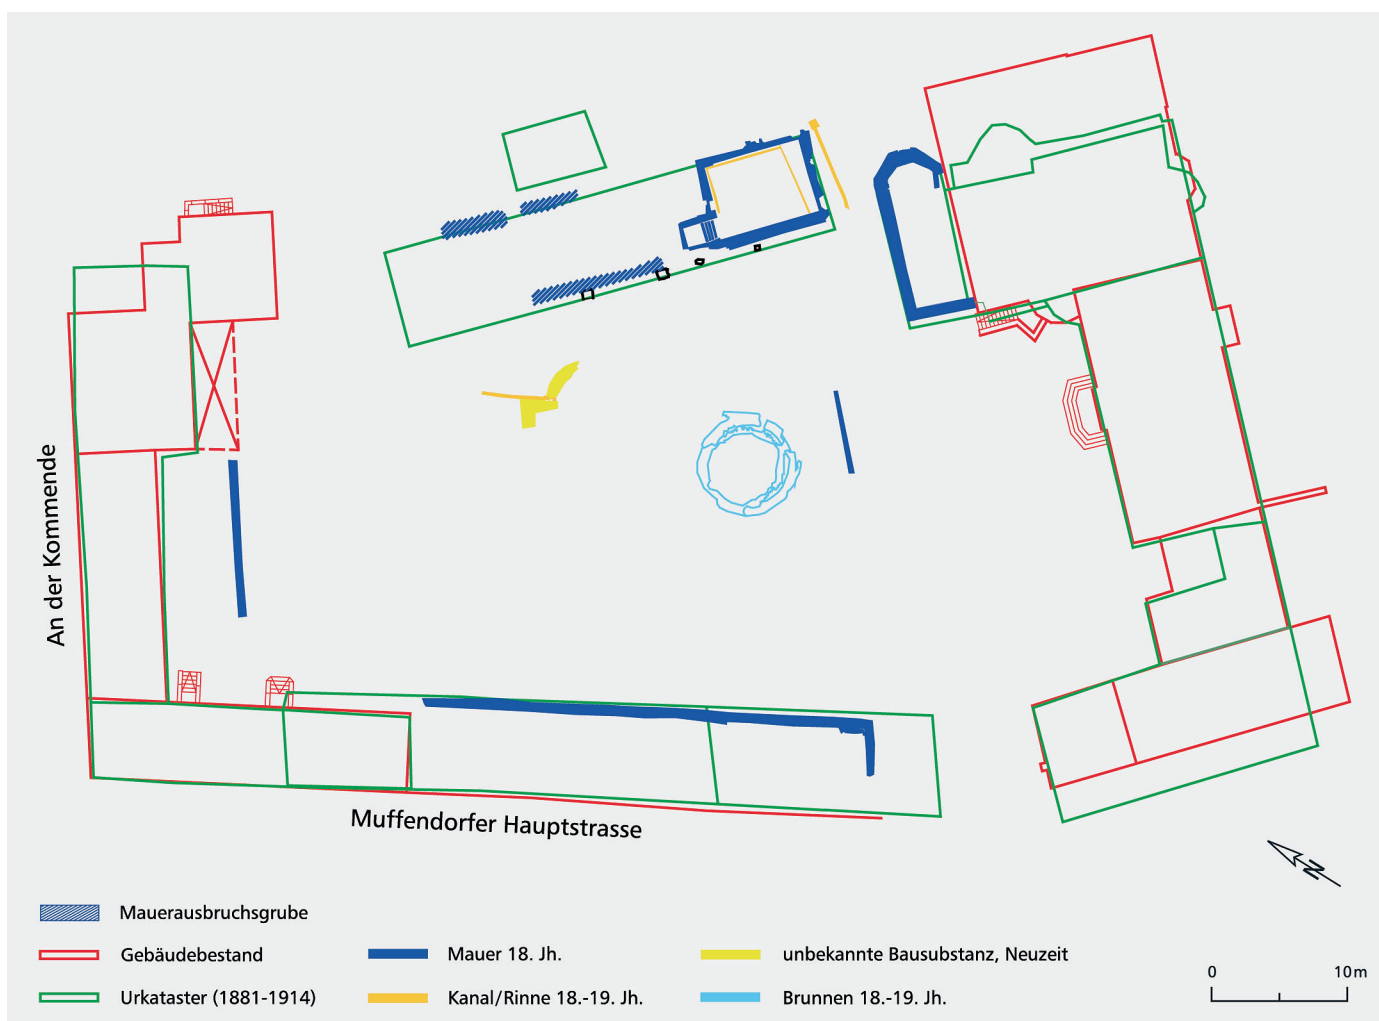 An der Kommende
Muffendorfer Hauptstrasse
N
Mauerausbruchsgrube
Gebäudebestand
Mauer 18. Jh.
unbekannte Bausubstanz, Neuzeit
Urkataster (1881-1914)
Kanal/Rinne 18.-19. Jh.
Brunnen 18.-19. Jh.
0 10m